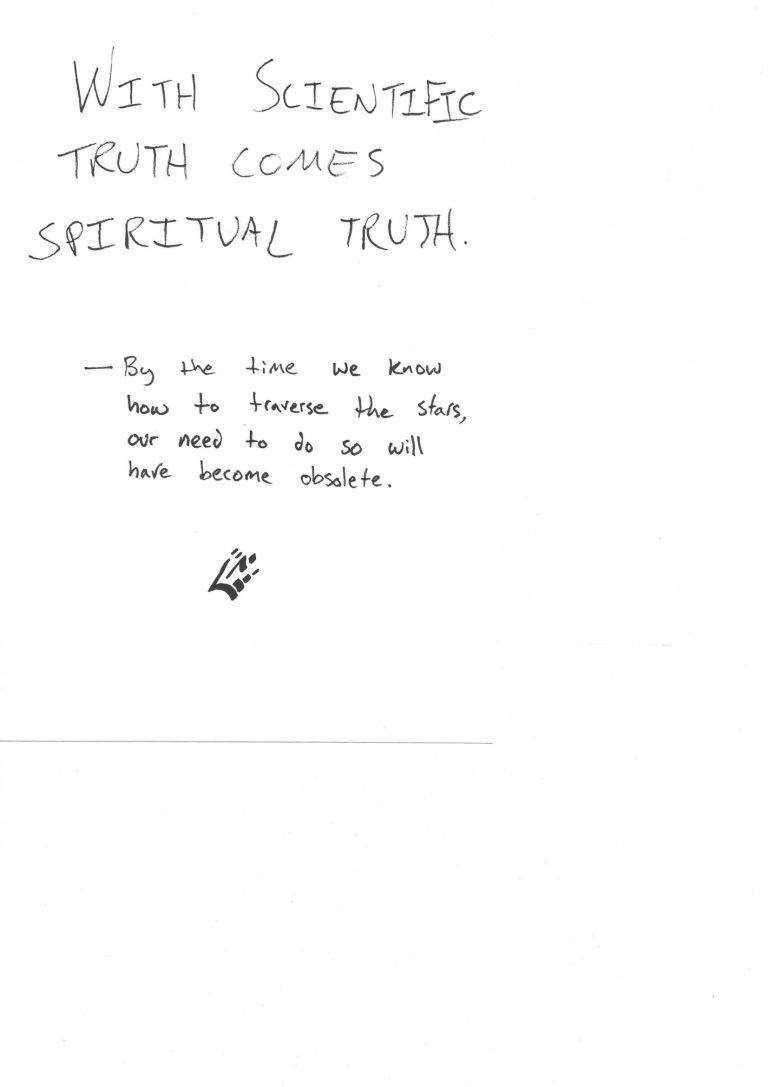 WITH SCIENTIFIC
TRUTH COMES
SPIRITUAL TRUTH.
— By the time we know
how to traverse the stars,
our need to do so will
have become obsolete.